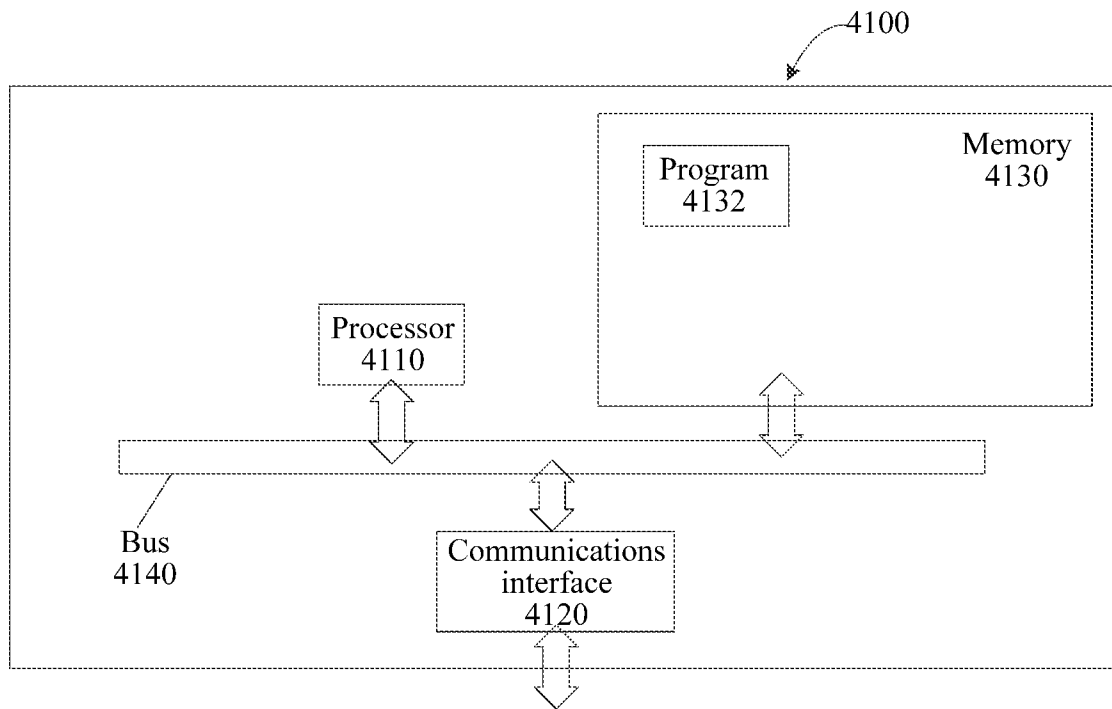 4100
Memory
4130
Program
4132
Processor
4110
Bus
4140
Communications
interface
4120